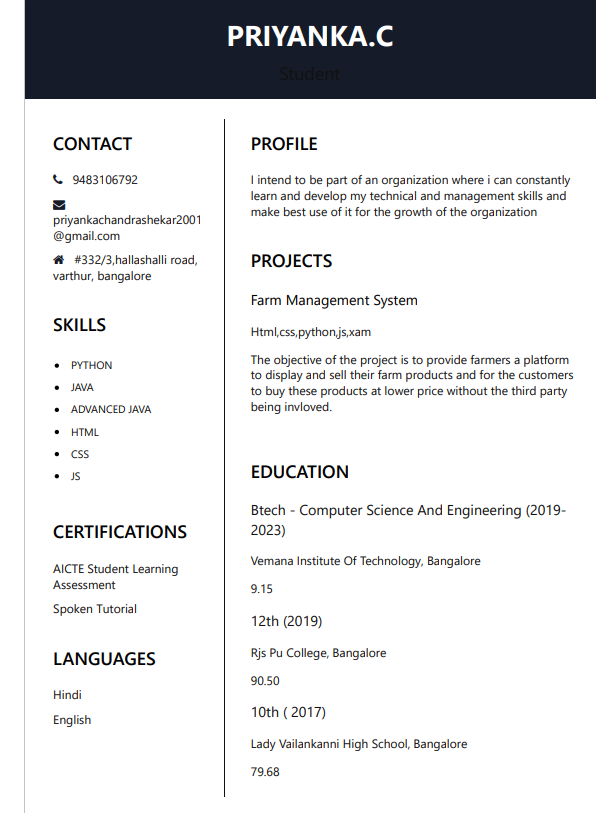 PRIYANKA.C
Student
CONTACT
9483106792
priyankachandrashekar2001
@gmail.com
#332/3,hallashalli road,
varthur, bangalore
SKILLS
• PYTHON
• JAVA
• ADVANCED JAVA
• HTML
• CSS
• JS
CERTIFICATIONS
AICTE Student Learning
Assessment
Spoken Tutorial
LANGUAGES
Hindi
English
PROFILE
I intend to be part of an organization where i can constantly
learn and develop my technical and management skills and
make best use of it for the growth of the organization
PROJECTS
Farm Management System
Html,css,python,js,xam
The objective of the project is to provide farmers a platform
to display and sell their farm products and for the customers
to buy these products at lower price without the third party
being invloved.
EDUCATION
Btech - Computer Science And Engineering (2019-
2023)
Vemana Institute Of Technology, Bangalore
9.15
12th (2019)
Rjs Pu College, Bangalore
90.50
10th ( 2017)
Lady Vailankanni High School, Bangalore
79.68